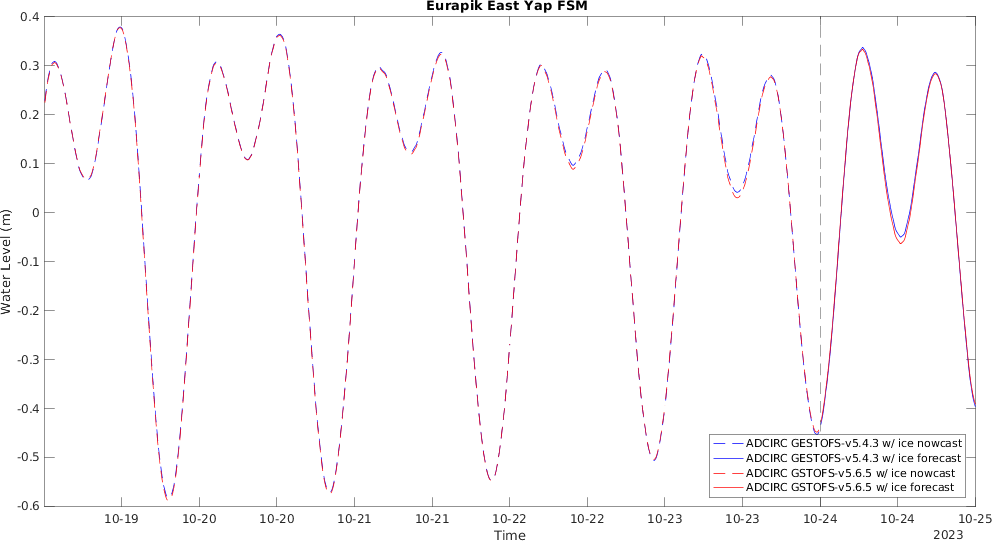 Eurapik East Yap FSM
0.4
0.3
0.2
0.1
0
-0.1
-0.2
-0.3
-0.4
-0.5
-0.6
Water Level (m)
ADCIRC GESTOFS-v5.4.3 w/ ice nowcast
ADCIRC GESTOFS-v5.4.3 w/ ice forecast
ADCIRC GSTOFS-v5.6.5 w/ ice nowcast
ADCIRC GSTOFS-v5.6.5 w/ ice forecast
10-19 10-20 10-20 10-21 10-21 10-22 10-22 10-23 10-23 10-24 10-24 10-25
Time
2023